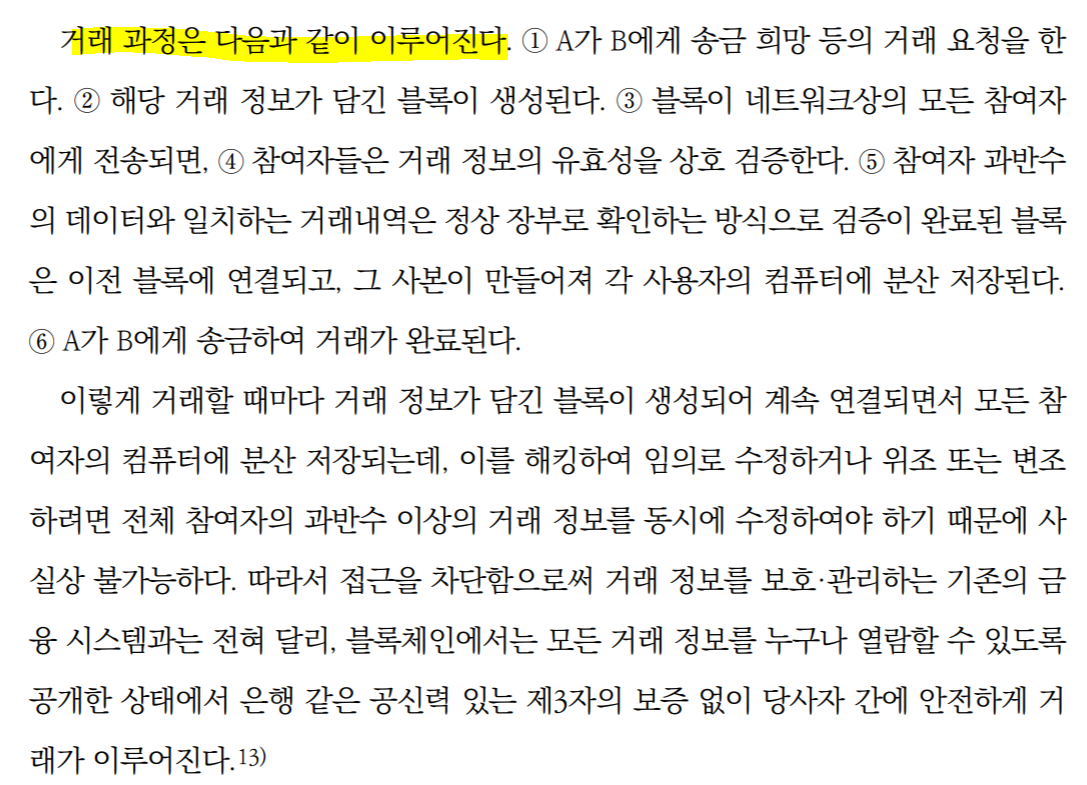 거래 과정은 다음과 같이 이루어진다. ① A가 B에게 송금 희망 등의 거래 요청을 한
다. ② 해당 거래 정보가 담긴 블록이 생성된다. ③ 블록이 네트워크상의 모든 참여자
에게 전송되면, ④ 참여자들은 거래 정보의 유효성을 상호 검증한다. ⑤ 참여자 과반수
의 데이터와 일치하는 거래내역은 정상 장부로 확인하는 방식으로 검증이 완료된 블록
은 이전 블록에 연결되고, 그 사본이 만들어져 각 사용자의 컴퓨터에 분산 저장된다.
⑥ A가 B에게 송금하여 거래가 완료된다.
이렇게 거래할 때마다 거래 정보가 담긴 블록이 생성되어 계속 연결되면서 모든 참
여자의 컴퓨터에 분산 저장되는데, 이를 해킹하여 임의로 수정하거나 위조 또는 변조
하려면 전체 참여자의 과반수 이상의 거래 정보를 동시에 수정하여야 하기 때문에 사
실상 불가능하다. 따라서 접근을 차단함으로써 거래 정보를 보호·관리하는 기존의 금
융 시스템과는 전혀 달리, 블록체인에서는 모든 거래 정보를 누구나 열람할 수 있도록
공개한 상태에서 은행 같은 공신력 있는 제3자의 보증 없이 당사자 간에 안전하게 거
래가 이루어진다.13)